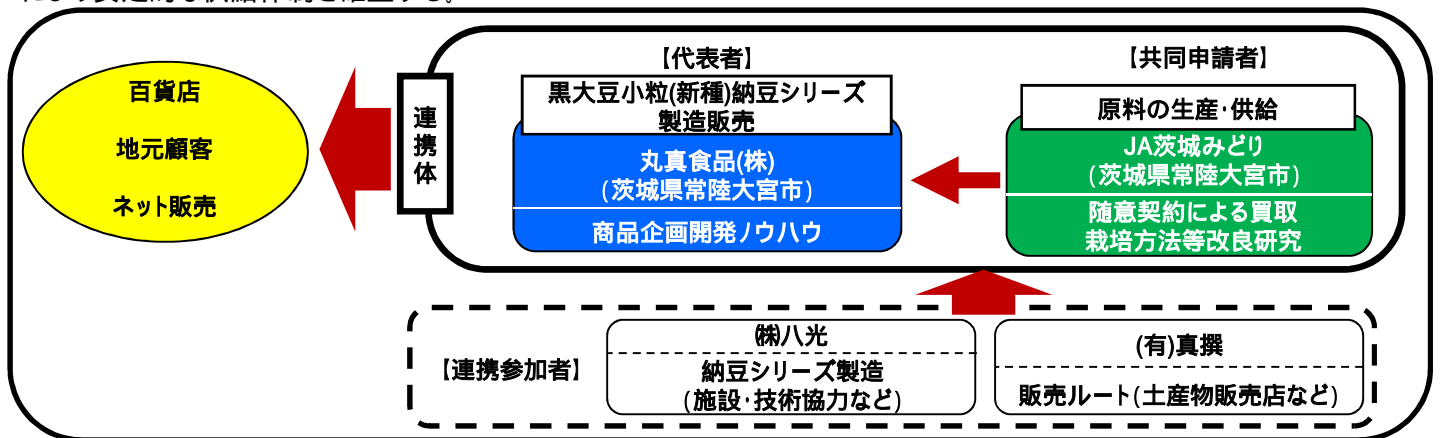 【代表者】
【共同申請者】
百貨店
地元顧客
ネット販売
連携体
黒大豆小粒(新種)納豆シリーズ
製造販売
丸真食品(株)
(茨城県常陸大宮市)
商品企画開発ノウハウ
原料の生産・供給
JA茨城みどり
(茨城県常陸大宮市)
随意契約による買取
栽培方法等改良研究
【連携参加者】
㈱八光
納豆シリーズ製造
(施設・技術協力など)
(有)真撰
販売ルート(土産物販売店など)